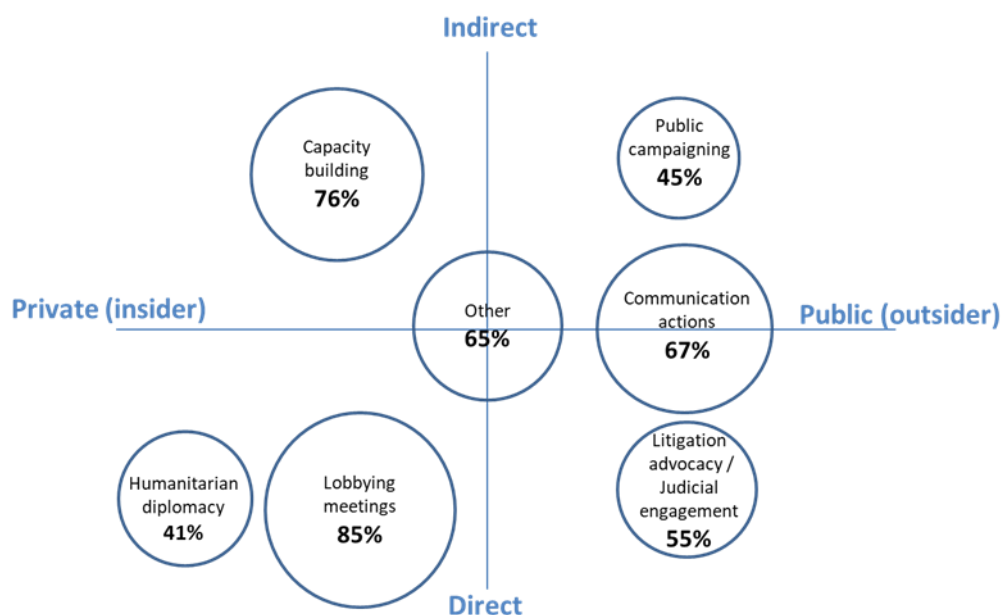 Indirect
Capacity
building
76%
Public
campaigning
45%
Private (insider)
Other
65%
Communication
actions
67%
Public (outsider)
Humanitarian
diplomacy
41%
Lobbying
meetings
85%
Litigation
advocacy /
Judicial
engagement
55%
Direct